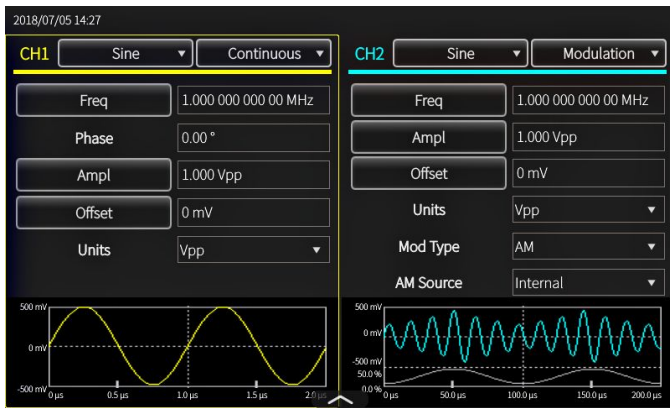 2018/07/05 14:27
CH1 Sine Continuous
Freq 1.000 000 000 00 MHz
Phase 0.00 °
Ampl 1.000 Vpp
Offset 0 mV
Units Vpp
500 mV
0 mV
-500 mV
0 µs 0.5 µs 1.0 µs 1.5 µs 2.0 µs
CH2 Sine Modulation
Freq 1.000 000 000 00 MHz
Ampl 1.000 Vpp
Offset 0 mV
Units Vpp
Mod Type AM
AM Source Internal
500 mV
0 mV
-500 mV
50.0 %
0.0 %
0 µs 50.0 µs 100.0 µs 150.0 µs 200.0 µs